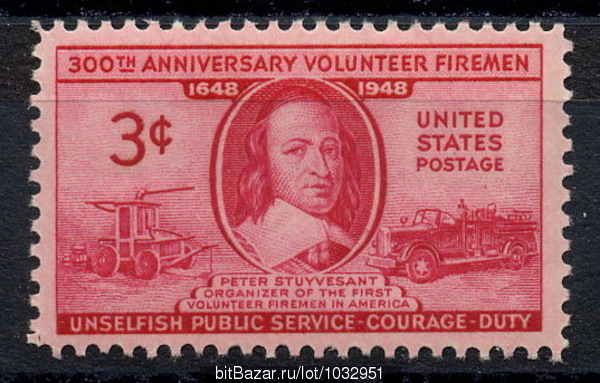 300TH ANNIVERSARY VOLUNTEER FIREMEN
1648 1948
3¢
UNITED
STATES
POSTAGE
PETER STUYVESANT
ORGANIZER OF THE FIRST
VOLUNTEER FIREMEN IN AMERICA
UNSELFISH PUBLIC SERVICE-COURAGE-DUTY
bitBazar.ru/lot/1032951